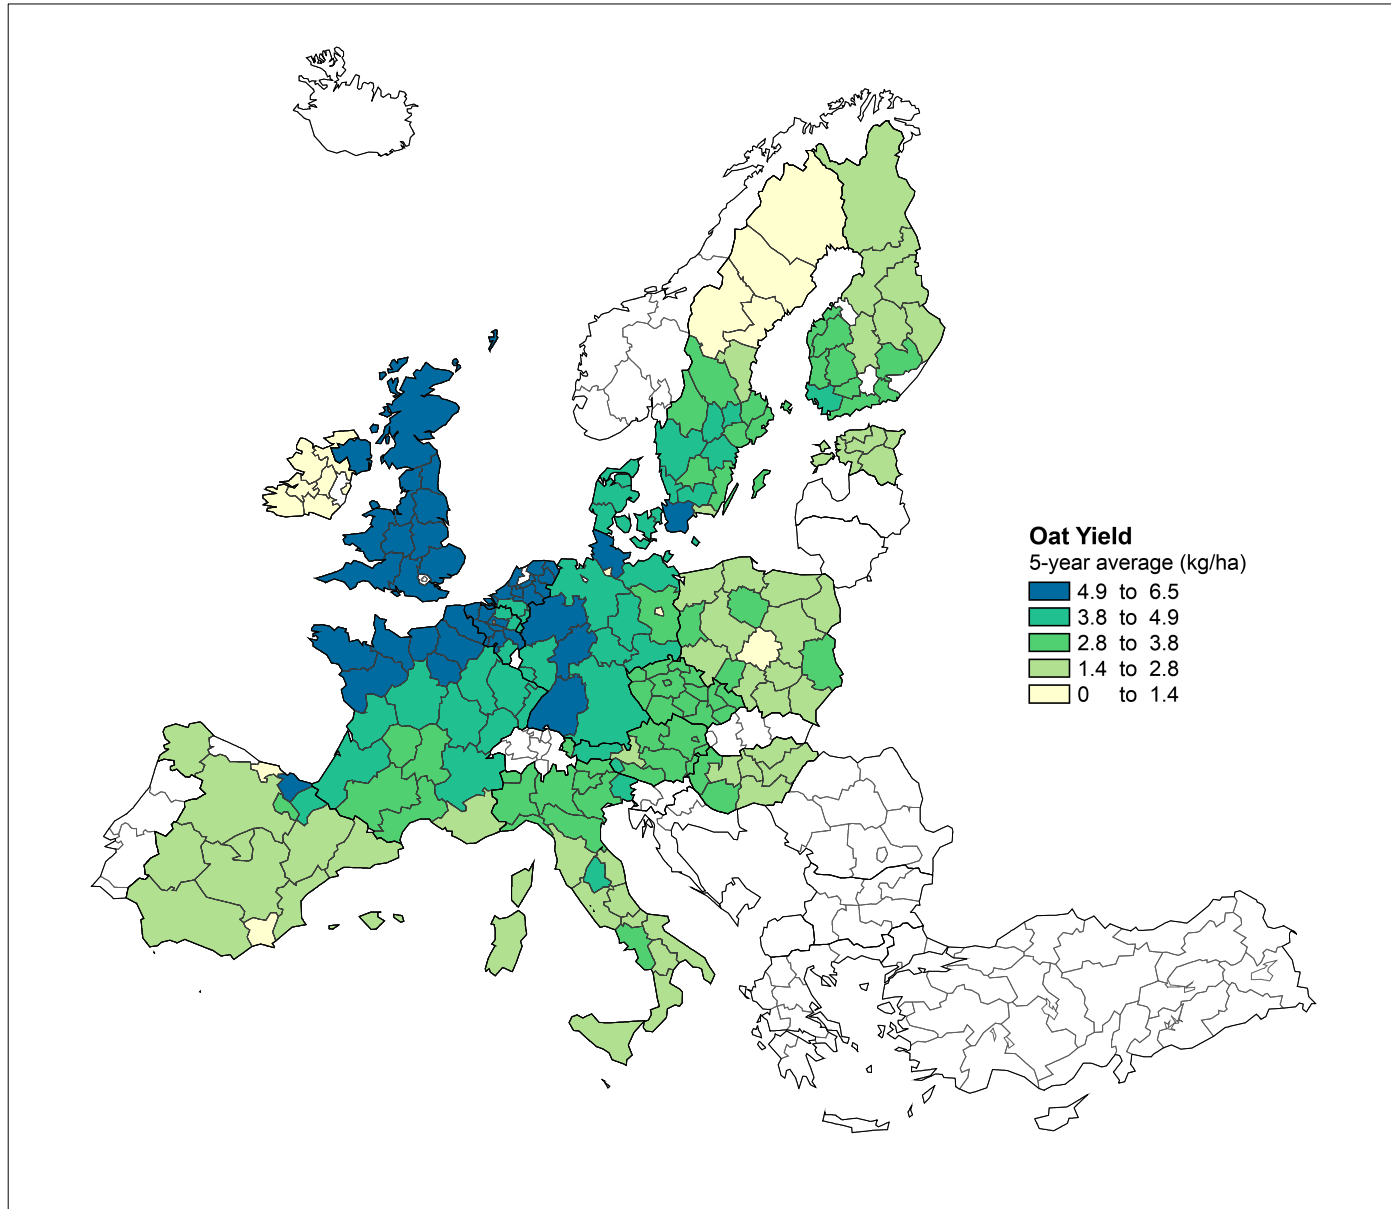 Oat Yield
5-year average (kg/ha)
4.9 to 6.5
3.8 to 4.9
2.8 to 3.8
1.4 to 2.8
0 to 1.4